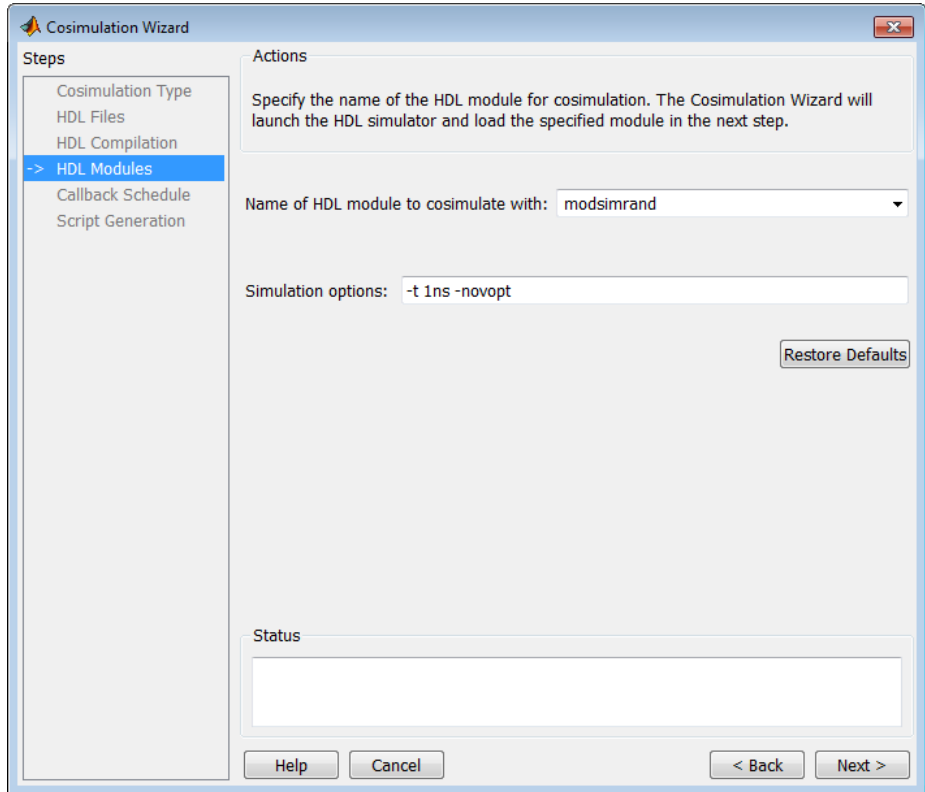 Cosimulation Wizard
Steps
Cosimulation Type
HDL Files
HDL Compilation
-> HDL Modules
Callback Schedule
Script Generation
Actions
Specify the name of the HDL module for cosimulation. The Cosimulation Wizard will
launch the HDL simulator and load the specified module in the next step.
Name of HDL module to cosimulate with: modsimrand
Simulation options: -t 1ns -novopt
Restore Defaults
Status
Help Cancel < Back Next >